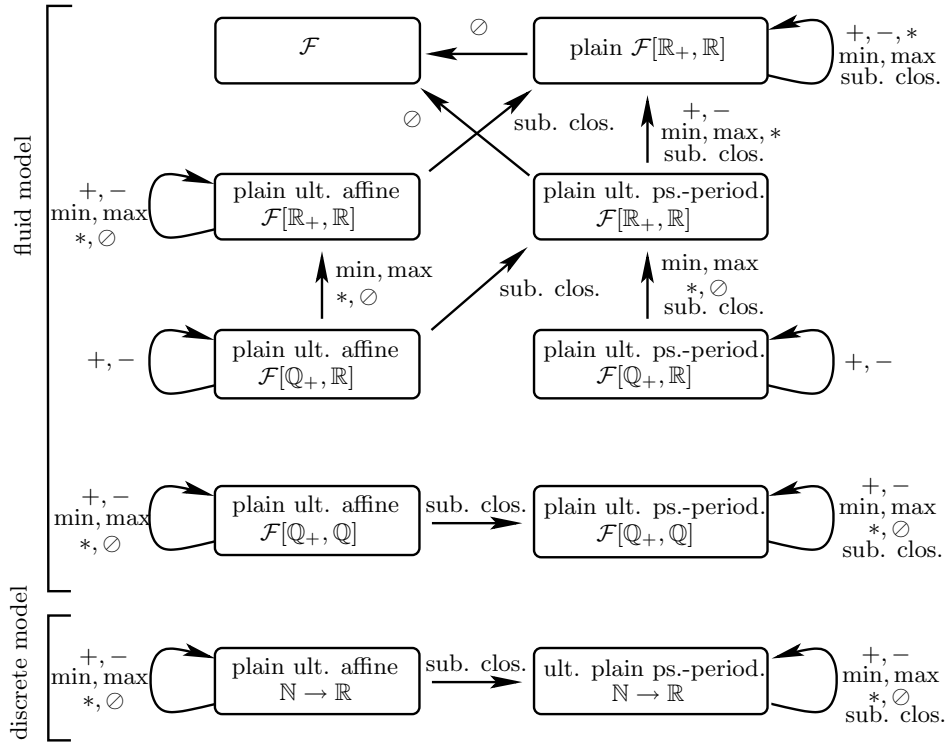 fluid model
discrete model
ℱ
⊘
plain ℱ[ℝ₊, ℝ]
+, −, *
min, max
sub. clos.
⊘
sub. clos.
+, −
min, max, *
sub. clos.
+, −
min, max
*, ⊘
plain ult. affine
ℱ[ℝ₊, ℝ]
plain ult. ps.-period.
ℱ[ℝ₊, ℝ]
min, max
*, ⊘
sub. clos.
min, max
*, ⊘
sub. clos.
+, −
plain ult. affine
ℱ[ℚ₊, ℝ]
plain ult. ps.-period.
ℱ[ℚ₊, ℝ]
+, −
+, −
min, max
*, ⊘
plain ult. affine
ℱ[ℚ₊, ℚ]
sub. clos.
plain ult. ps.-period.
ℱ[ℚ₊, ℚ]
+, −
min, max
*, ⊘
sub. clos.
+, −
min, max
*, ⊘
plain ult. affine
ℕ → ℝ
sub. clos.
ult. plain ps.-period.
ℕ → ℝ
+, −
min, max
*, ⊘
sub. clos.